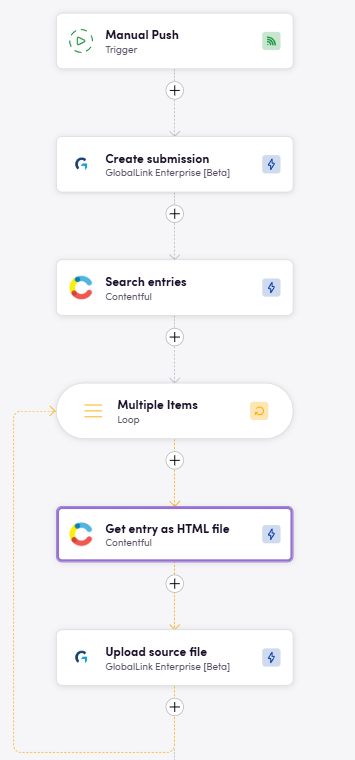 Manual Push
Trigger
Create submission
GlobalLink Enterprise [Beta]
Search entries
Contentful
Multiple Items
Loop
Get entry as HTML file
Contentful
Upload source file
GlobalLink Enterprise [Beta]